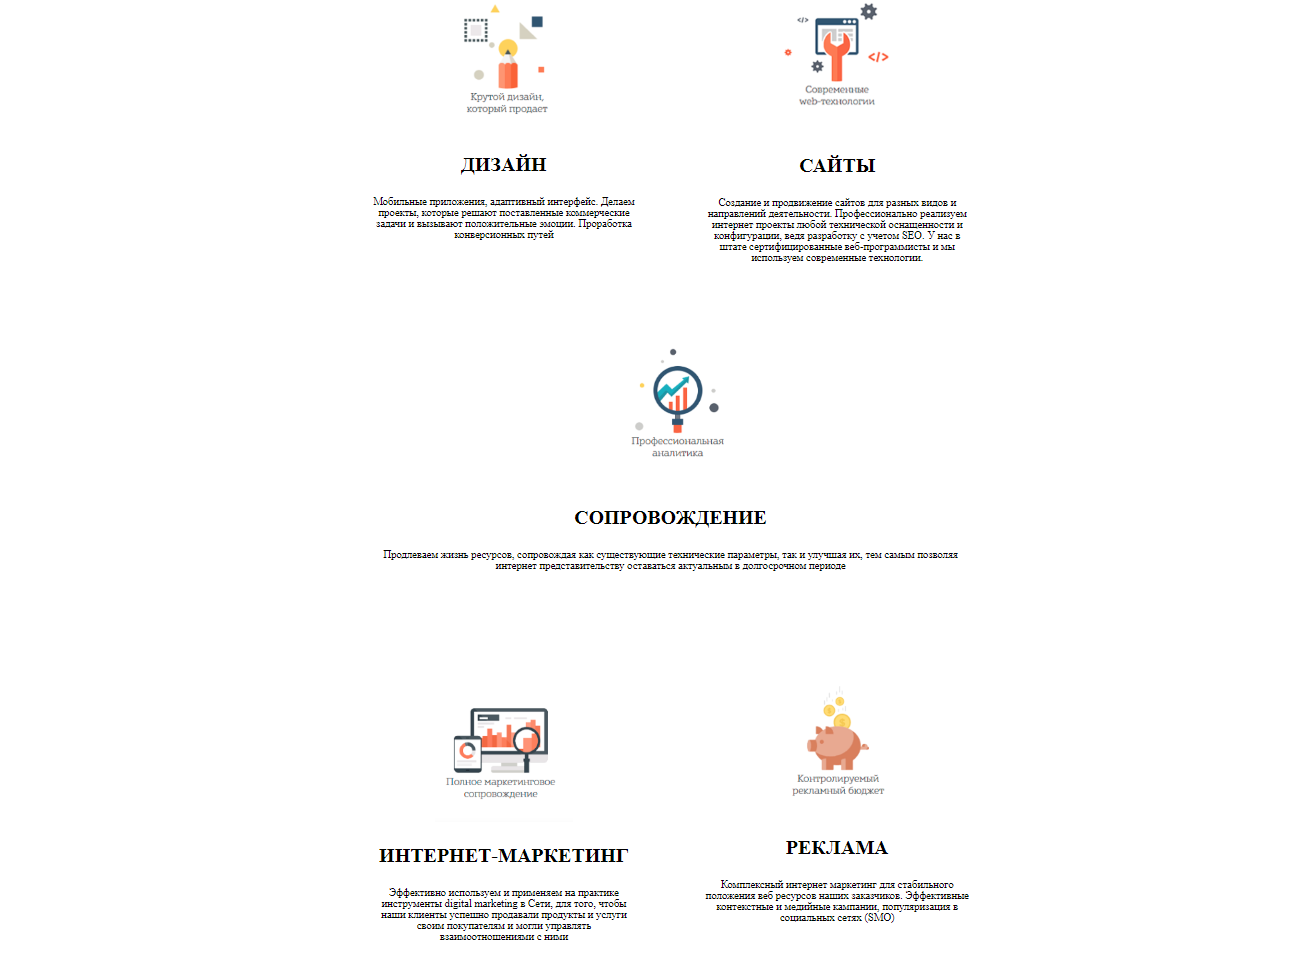 Крутой дизайн,
который продает
ДИЗАЙН
Мобильные приложения, адаптивный интерфейс. Делаем
проекты, которые решают поставленные коммерческие
задачи и вызывают положительные эмоции. Проработка
конверсионных путей
</>
</>
Современные
web-технологии
САЙТЫ
Создание и продвижение сайтов для разных видов и
направлений деятельности. Профессионально реализуем
интернет проекты любой технической оснащенности и
конфигурации, ведя разработку с учетом SEO. У нас в
штате сертифицированные веб-программисты и мы
используем современные технологии.
Профессиональная
аналитика
СОПРОВОЖДЕНИЕ
Продлеваем жизнь ресурсов, сопровождая как существующие технические параметры, так и улучшая их, тем самым позволяя
интернет представительству оставаться актуальным в долгосрочном периоде
Полное маркетинговое
сопровождение
ИНТЕРНЕТ-МАРКЕТИНГ
Эффективно используем и применяем на практике
инструменты digital marketing в Сети, для того, чтобы
наши клиенты успешно продавали продукты и услуги
своим покупателям и могли управлять
взаимоотношениями с ними
Контролируемый
рекламный бюджет
РЕКЛАМА
Комплексный интернет маркетинг для стабильного
положения веб ресурсов наших заказчиков. Эффективные
контекстные и медийные кампании, популяризация в
социальных сетях (SMO)